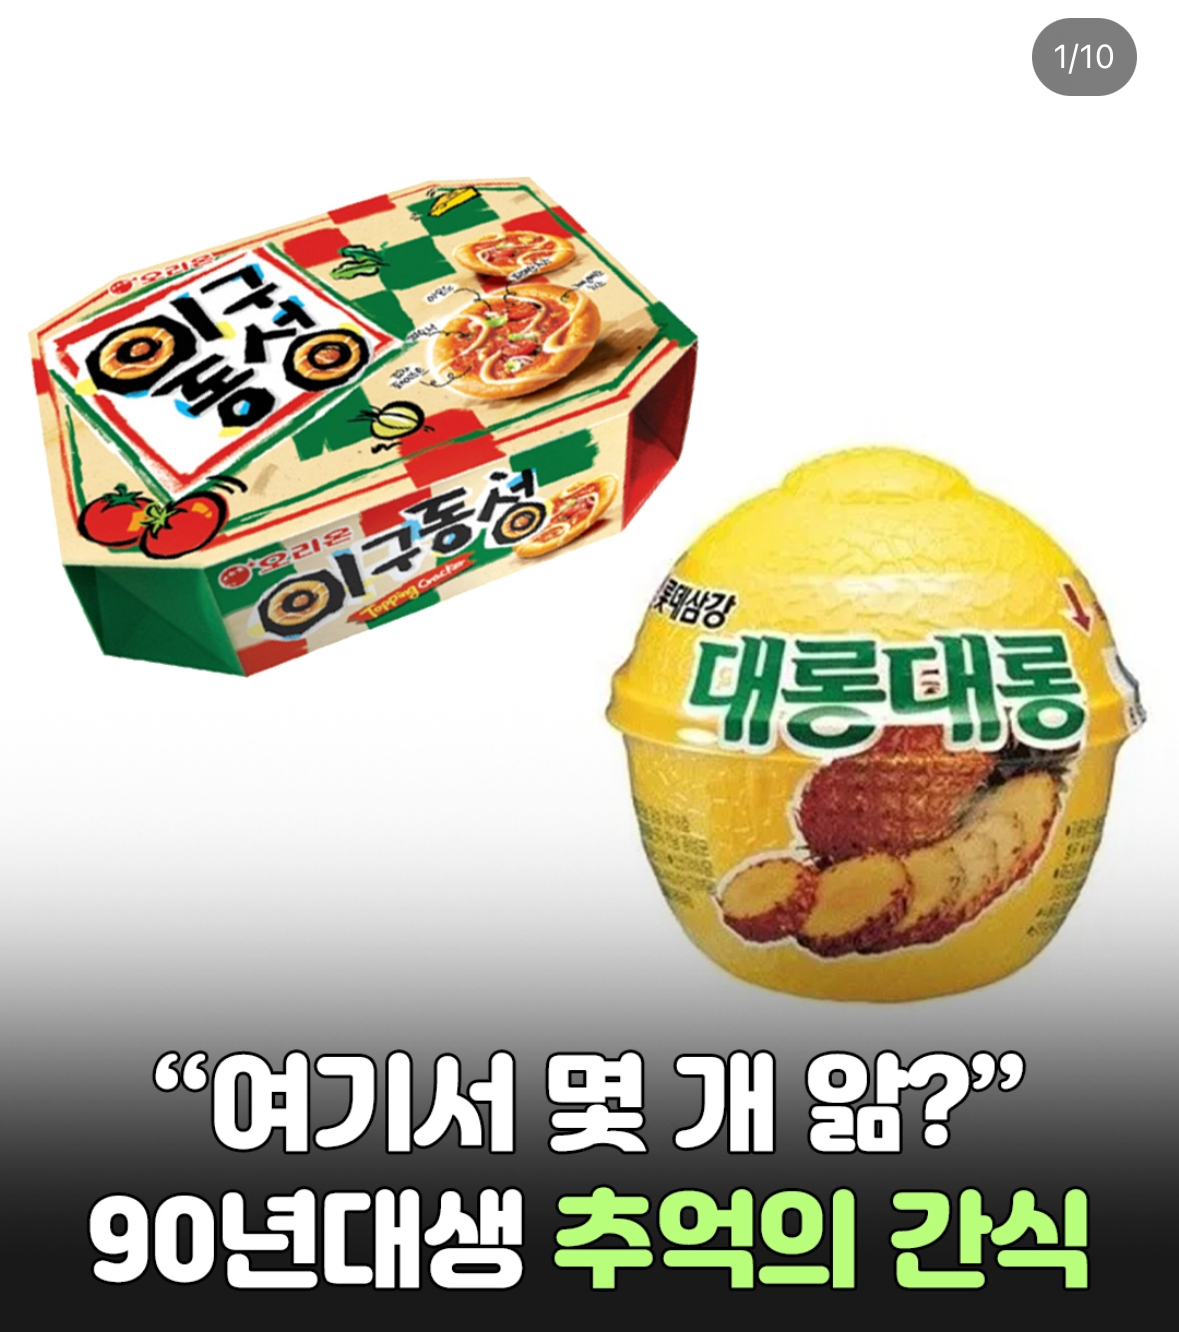 1/10
오리온
이구동성
오리온
이구동성
Topping Cracker
롯데삼강
대롱대롱
“여기서 몇 개 앎?”
90년대생 추억의 간식